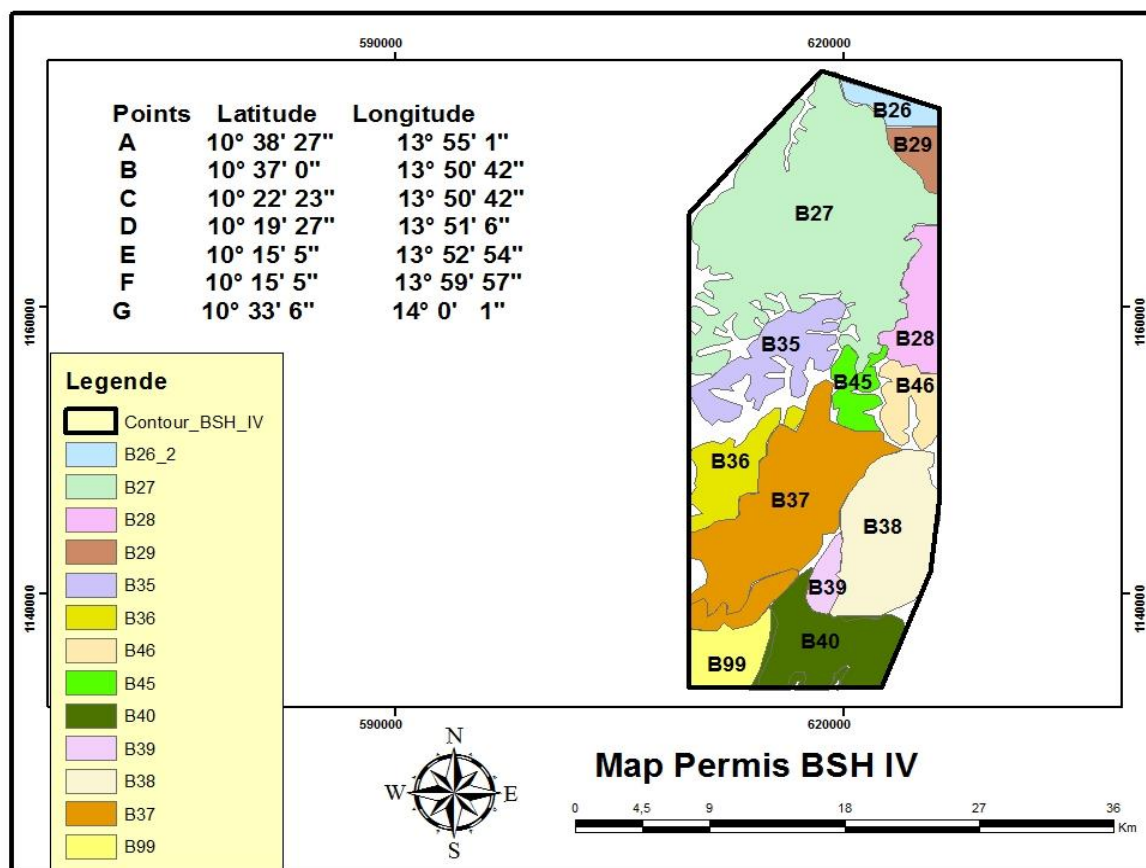 590000 620000
Points Latitude Longitude
A 10° 38' 27" 13° 55' 1"
B 10° 37' 0" 13° 50' 42"
C 10° 22' 23" 13° 50' 42"
D 10° 19' 27" 13° 51' 6"
E 10° 15' 5" 13° 52' 54"
F 10° 15' 5" 13° 59' 57"
G 10° 33' 6" 14° 0' 1"
B26
B29
B27
1160000 1160000
B28
B35
B45
B46
B36
B37
B38
B39
1140000 1140000
B40
B99
Legende
Contour_BSH_IV
B26_2
B27
B28
B29
B35
B36
B46
B45
B40
B39
B38
B37
B99
590000 620000
N
W E
S
Map Permis BSH IV
0 4,5 9 18 27 36
Km